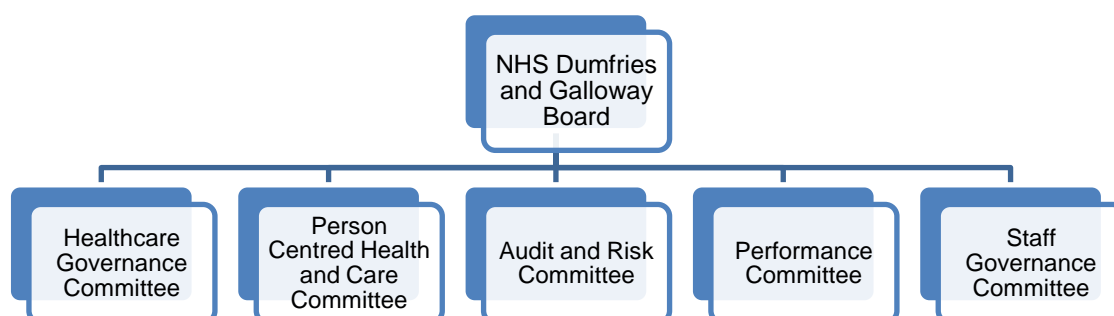 NHS Dumfries
and Galloway
Board
Healthcare
Governance
Committee
Person
Centred Health
and Care
Committee
Audit and Risk
Committee
Performance
Committee
Staff
Governance
Committee